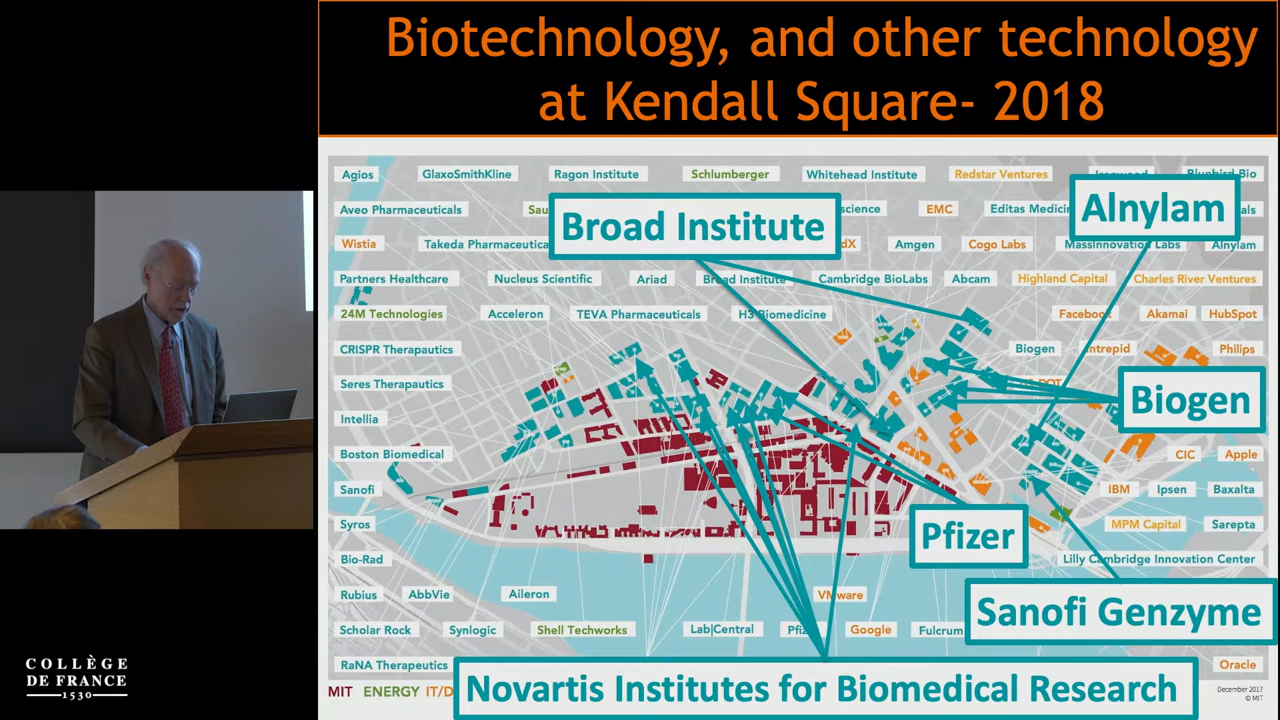 Biotechnology, and other technology
at Kendall Square- 2018
Agios GlaxoSmithKline Ragon Institute Schlumberger Whitehead Institute Redstar Ventures Ironwood Bluebird Bio
Aveo Pharmaceuticals Broad Institute EMC Alnylam
Wistia Takeda Amgen Cogo Labs MassInnovation Labs Alnylam
Partners Healthcare Nucleus Scientific Ariad Broad Institute Cambridge BioLabs Abcam Highland Capital Charles River Ventures
24M Technologies Acceleron TEVA Pharmaceuticals H3 Biomedicine Facebook Akamai HubSpot
CRISPR Therapautics Biogen Intrepid Philips
Seres Therapautics
Biogen
Intellia
Boston Biomedical CIC Apple
Sanofi IBM Ipsen Baxalta
Syros Pfizer MPM Capital Sarepta
Bio-Rad Lilly Cambridge Innovation Center
Rubius AbbVie Aileron VMware
Sanofi Genzyme
Scholar Rock Synlogic Shell Techworks Lab|Central Google Fulcrum
RaNA Therapeutics Oracle
MIT ENERGY Novartis Institutes for Biomedical Research December 2017
© MIT
COLLÈGE
DE FRANCE
1530